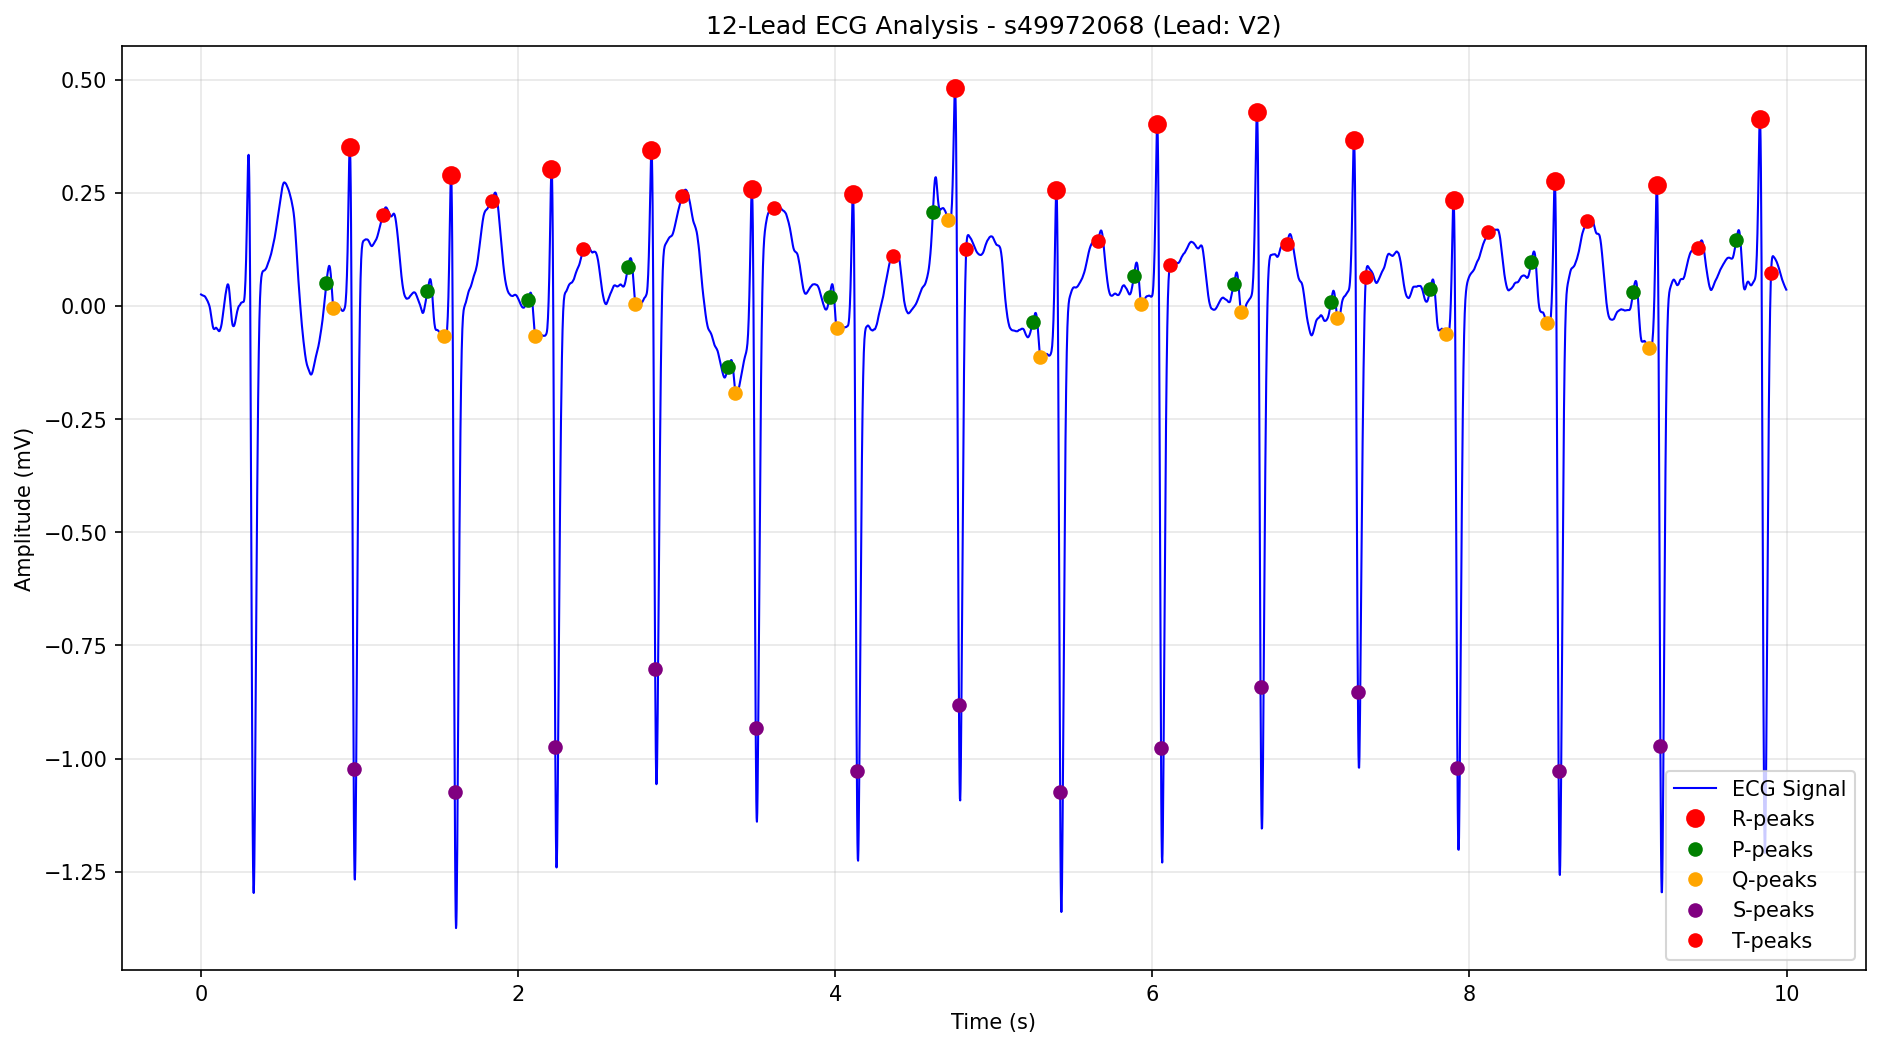 12-Lead ECG Analysis - s49972068 (Lead: V2)
0.50
0.25
0.00
−0.25
−0.50
−0.75
−1.00
−1.25
Amplitude (mV)
0 2 4 6 8 10
Time (s)
ECG Signal
R-peaks
P-peaks
Q-peaks
S-peaks
T-peaks